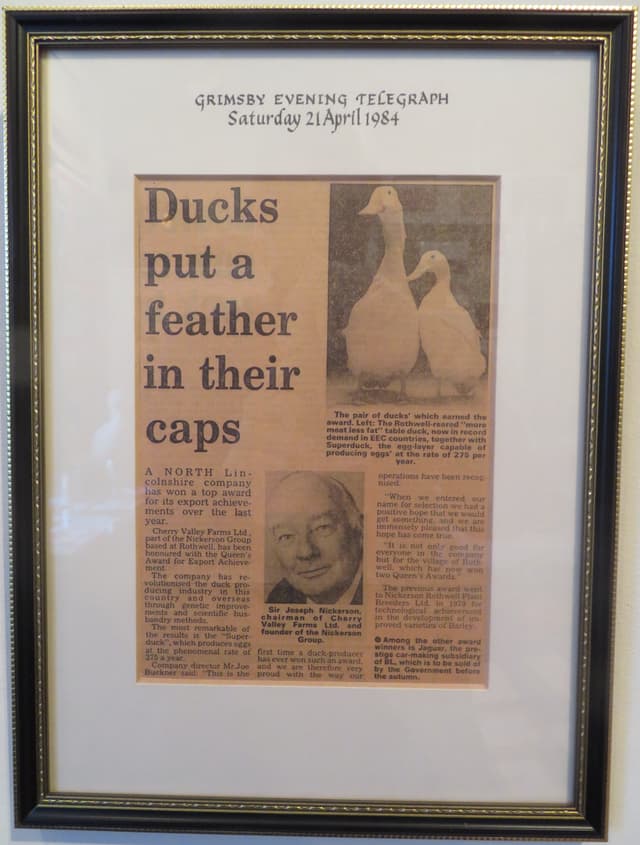 GRIMSBY EVENING TELEGRAPH
Saturday 21 April 1984
Ducks
put a
feather
in their
caps
The pair of ducks' which earned the
award. Left: The Rothwell-reared "more
meat less fat" table duck, now in record
demand in EEC countries, together with
Superduck, the egg-layer capable of
producing eggs' at the rate of 275 per
year.
A NORTH Lin-
colnshire company
has won a top award
for its export achieve-
ments over the last
year.
Cherry Valley Farms Ltd.,
part of the Nickerson Group
based at Rothwell, has been
honoured with the Queen's
Award for Export Achieve-
ment.
The company has re-
volutionised the duck pro-
ducing industry in this
country and overseas
through genetic improve-
ments and scientific hus-
bandry methods.
The most remarkable of
the results is the "Super-
duck", which produces eggs
at the phenomenal rate of
275 a year.
Company director Mr. Joe
Buckner said: "This is the
Sir Joseph Nickerson,
chairman of Cherry
Valley Farms Ltd. and
founder of the Nickerson
Group.
first time a duck-producer
has ever won such an award,
and we are therefore very
proud with the way our
operations have been recog-
nised.
"When we entered our
name for selection we had a
positive hope that we would
get something, and we are
immensely pleased that this
hope has come true.
"It is not only good for
everyone in the company
but for the village of Roth-
well, which has now won
two Queen's Awards."
The previous award went
to Nickerson Rothwell Plant
Breeders Ltd. in 1979 for
technological achievement
in the development of im-
proved varieties of Barley.
● Among the other award
winners is Jaguar, the pre-
stige car-making subsidiary
of BL, which is to be sold of
by the Government before
the autumn.